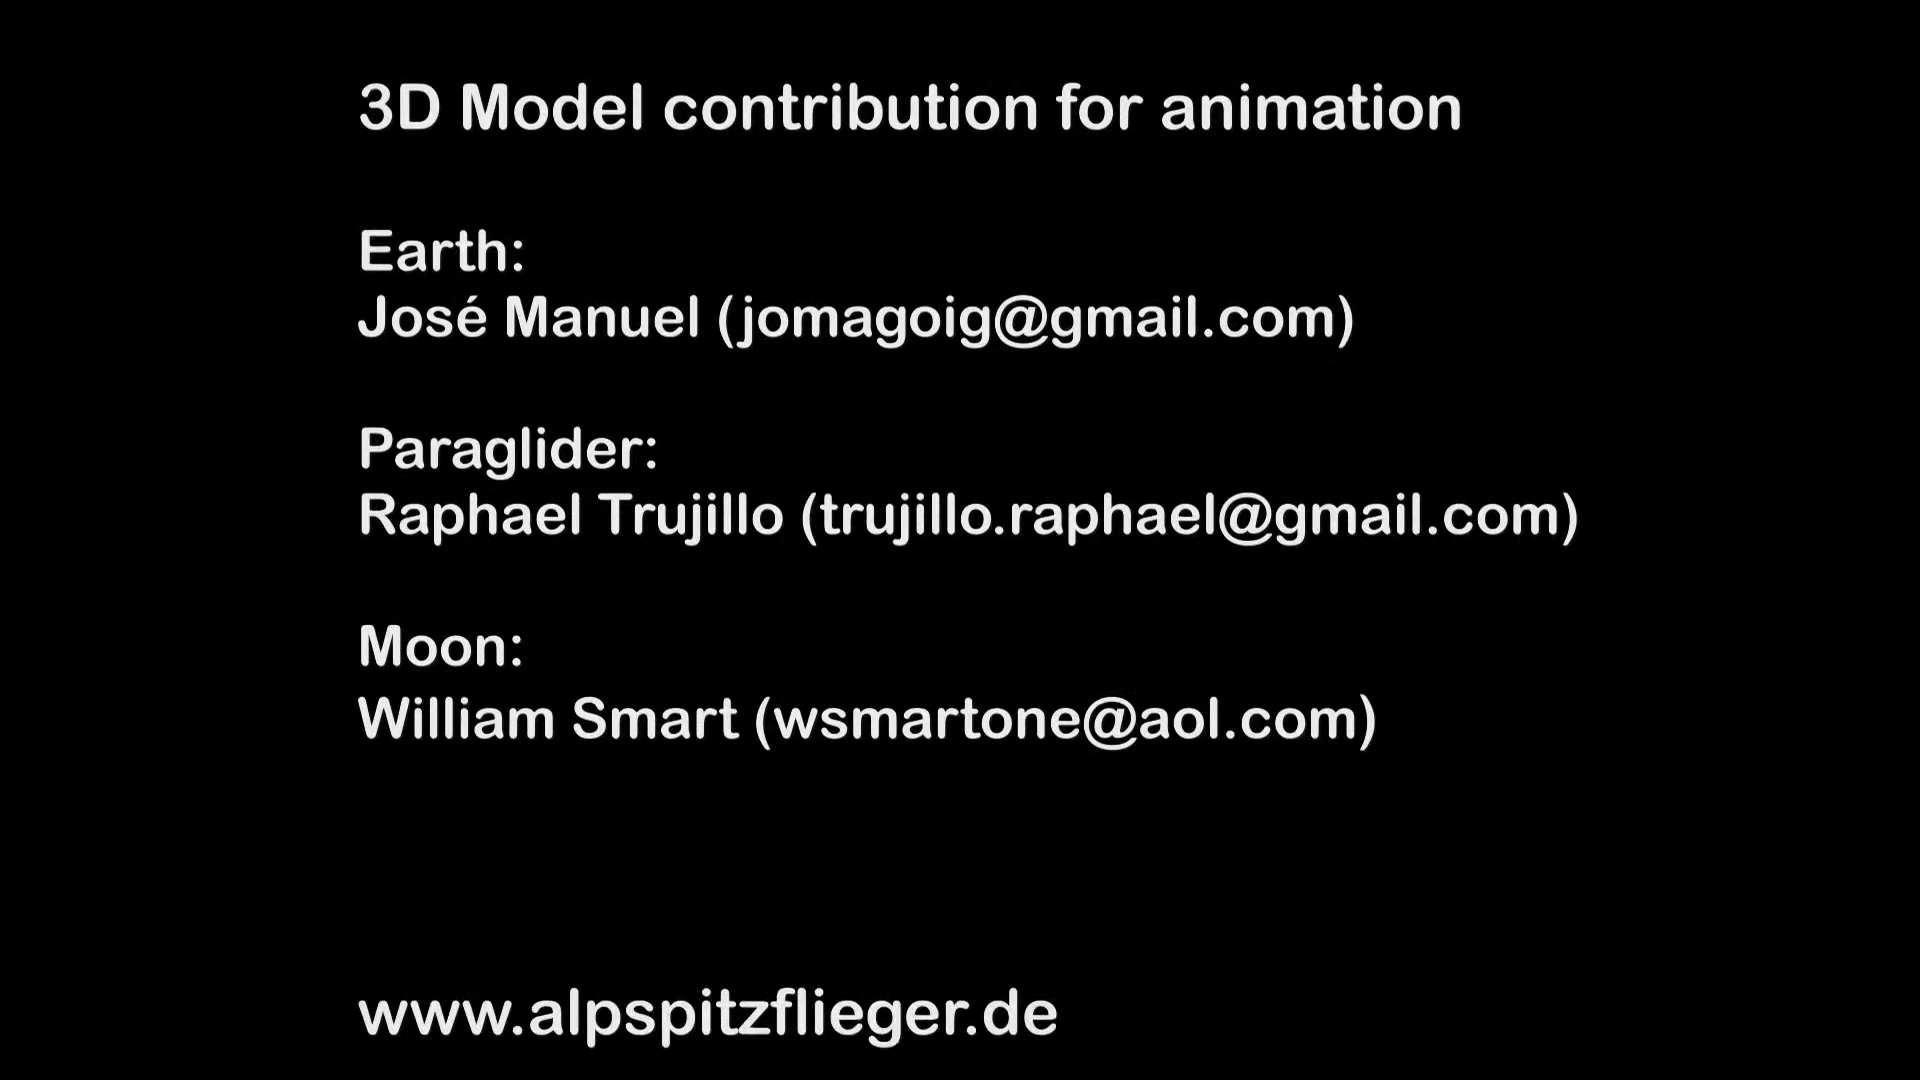 3D Model contribution for animation
Earth:
José Manuel (jomagoig@gmail.com)
Paraglider:
Raphael Trujillo (trujillo.raphael@gmail.com)
Moon:
William Smart (wsmartone@aol.com)
www.alpspitzflieger.de